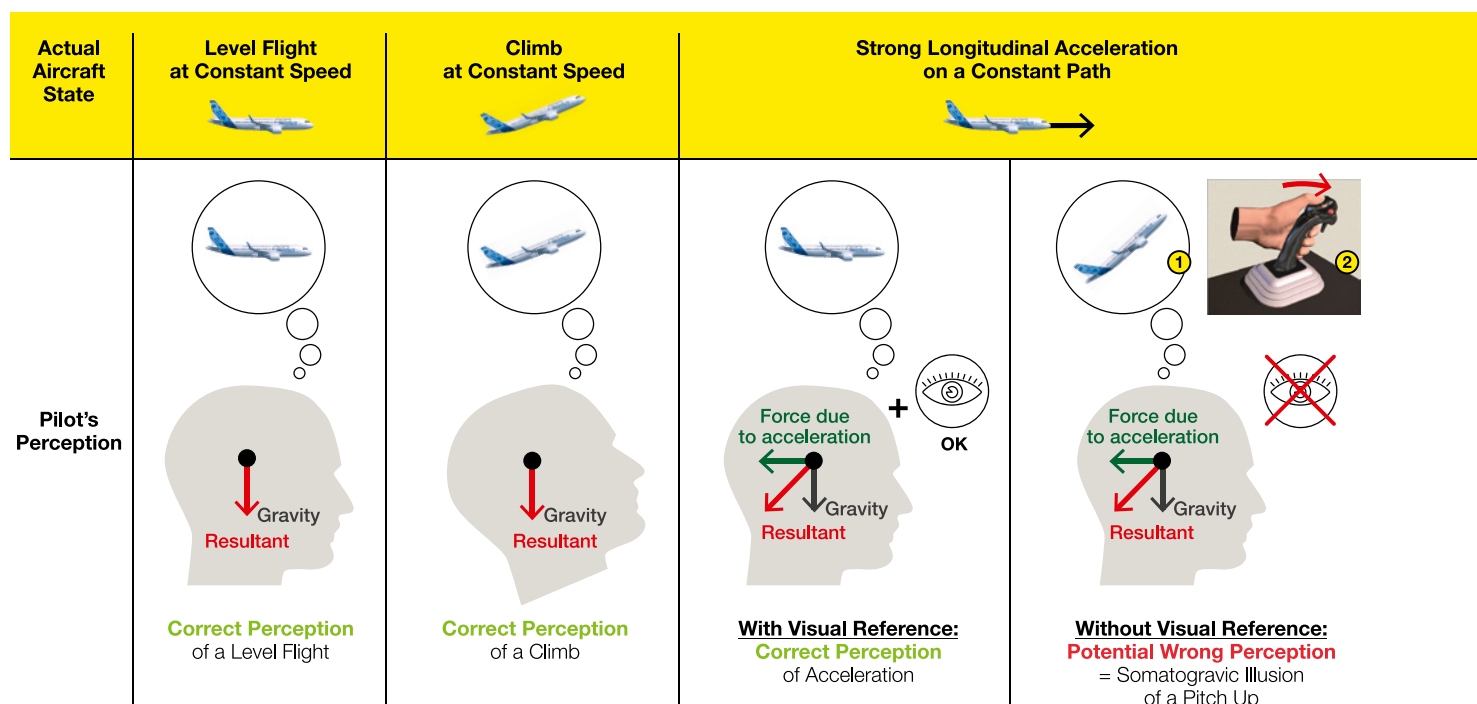 Actual
Aircraft
State
Level Flight
at Constant Speed
Climb
at Constant Speed
Strong Longitudinal Acceleration
on a Constant Path
Pilot's
Perception
Gravity
Resultant
Correct Perception
of a Level Flight
Gravity
Resultant
Correct Perception
of a Climb
+
OK
Force due
to acceleration
Gravity
Resultant
With Visual Reference:
Correct Perception
of Acceleration
1
2
Force due
to acceleration
Gravity
Resultant
Without Visual Reference:
Potential Wrong Perception
= Somatogravic Illusion
of a Pitch Up